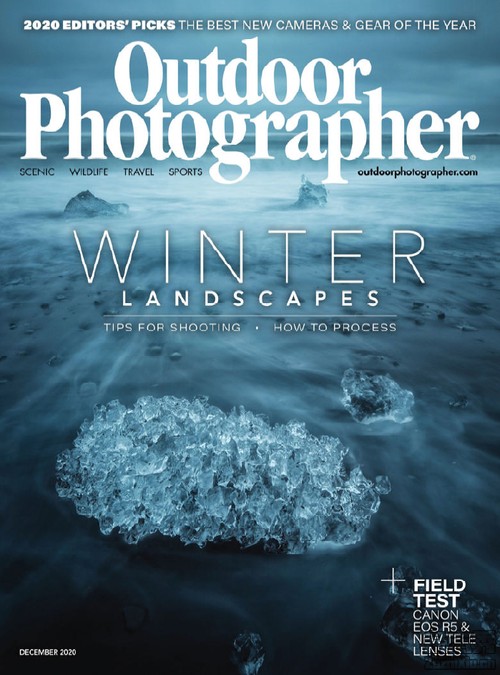 2020 EDITORS' PICKS THE BEST NEW CAMERAS & GEAR OF THE YEAR
Outdoor
Photographer®
SCENIC WILDLIFE TRAVEL SPORTS outdoorphotographer.com
WINTER
LANDSCAPES
TIPS FOR SHOOTING • HOW TO PROCESS
+ FIELD
TEST
CANON
EOS R5 &
NEW TELE
LENSES
DECEMBER 2020